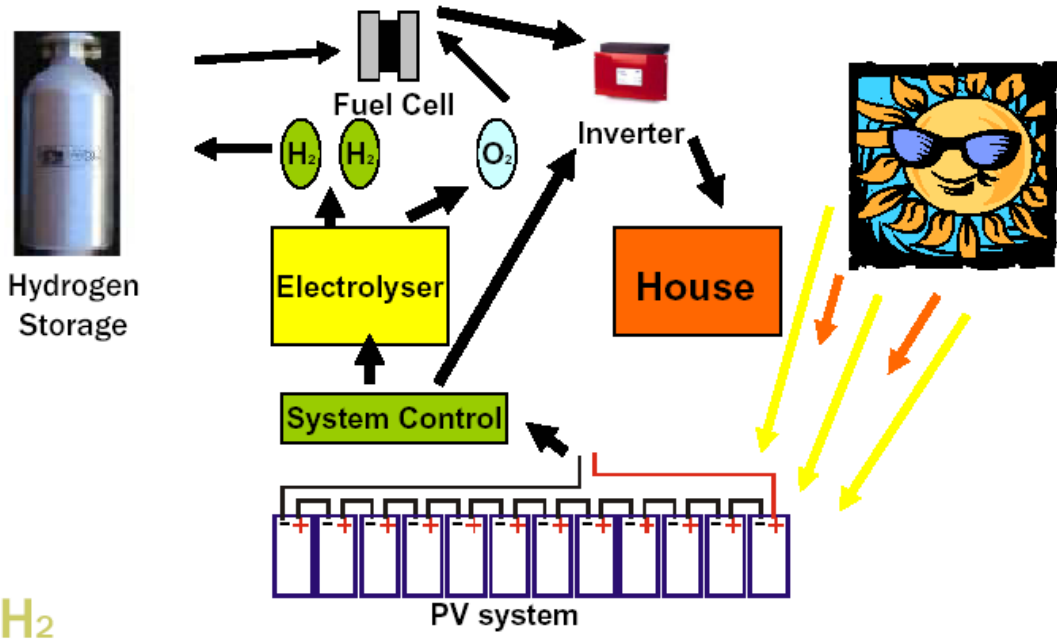 Fuel Cell
Inverter
H2
H2
O2
Hydrogen
Storage
Electrolyser
House
System Control
- + - + - + - + - + - + - + - + - + - + - + - +
PV system
H2